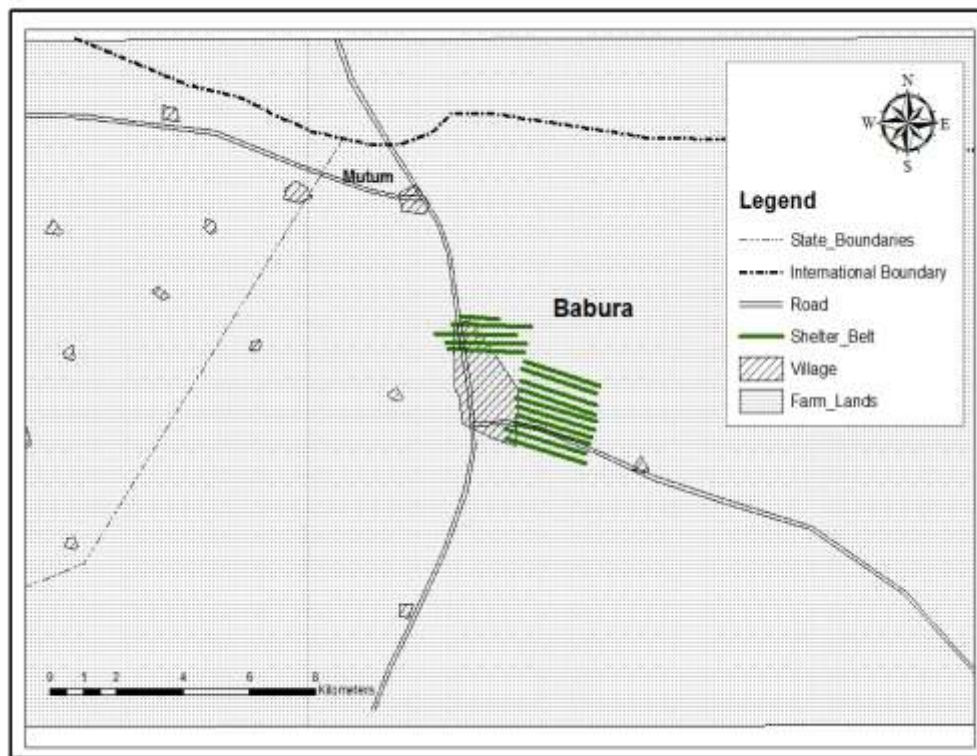 N
W E
S
Mutum
Legend
State_Boundaries
International Boundary
Babura
Road
Shelter_Belt
Village
Farm_Lands
0 1 2 4 6 8
Kilometers